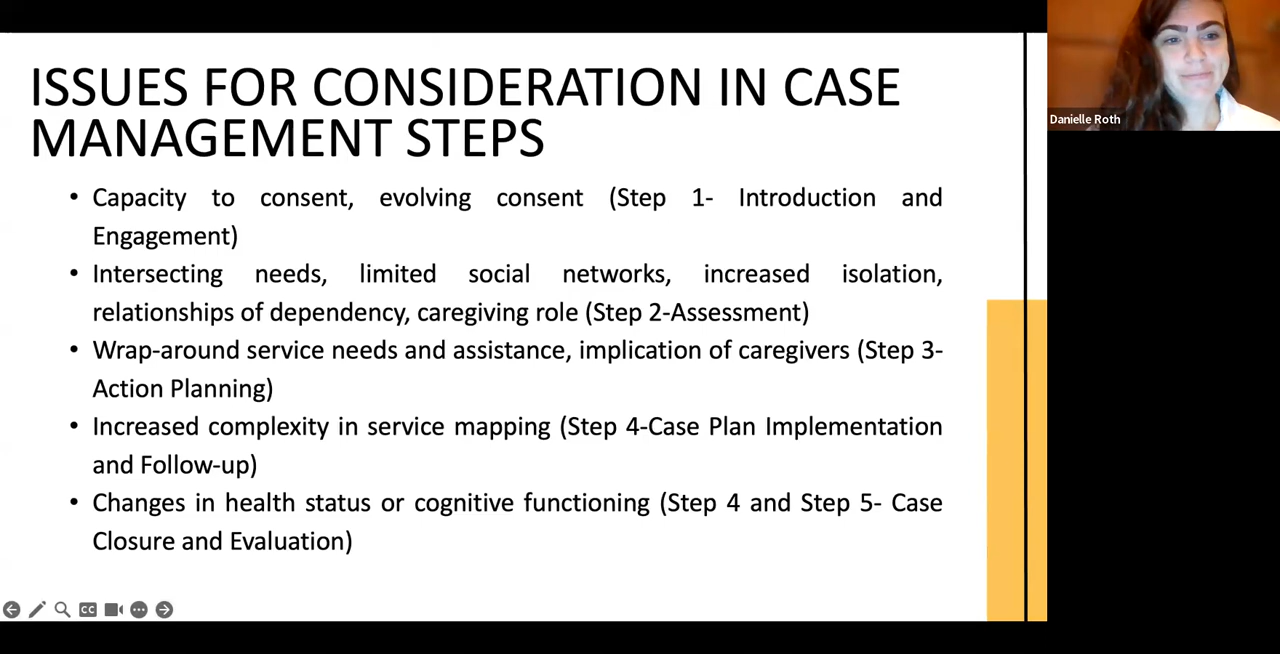 ISSUES FOR CONSIDERATION IN CASE
MANAGEMENT STEPS
• Capacity to consent, evolving consent (Step 1- Introduction and
Engagement)
• Intersecting needs, limited social networks, increased isolation,
relationships of dependency, caregiving role (Step 2-Assessment)
• Wrap-around service needs and assistance, implication of caregivers (Step 3-
Action Planning)
• Increased complexity in service mapping (Step 4-Case Plan Implementation
and Follow-up)
• Changes in health status or cognitive functioning (Step 4 and Step 5- Case
Closure and Evaluation)
Danielle Roth
CC